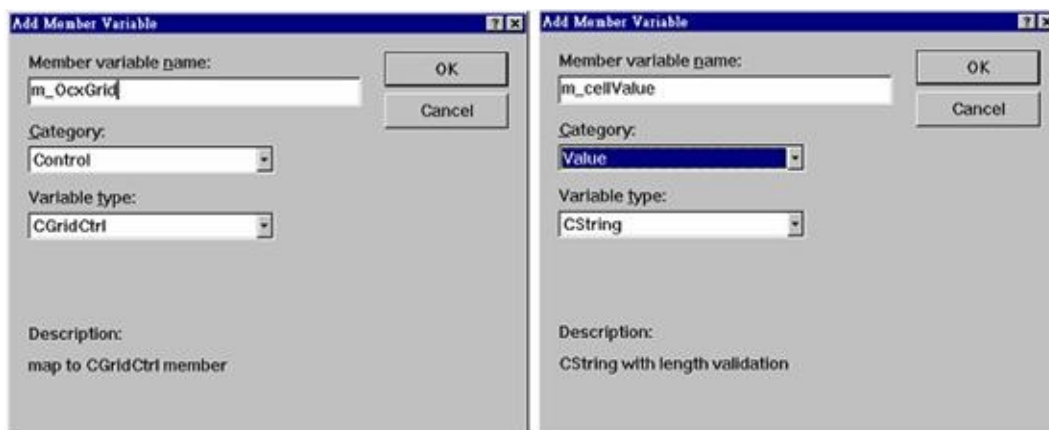 Add Member Variable
Member variable name:
m_OcxGrid
OK
Cancel
Category:
Control
Variable type:
CGridCtrl
Description:
map to CGridCtrl member
Add Member Variable
Member variable name:
m_cellValue
OK
Cancel
Category:
Value
Variable type:
CString
Description:
CString with length validation